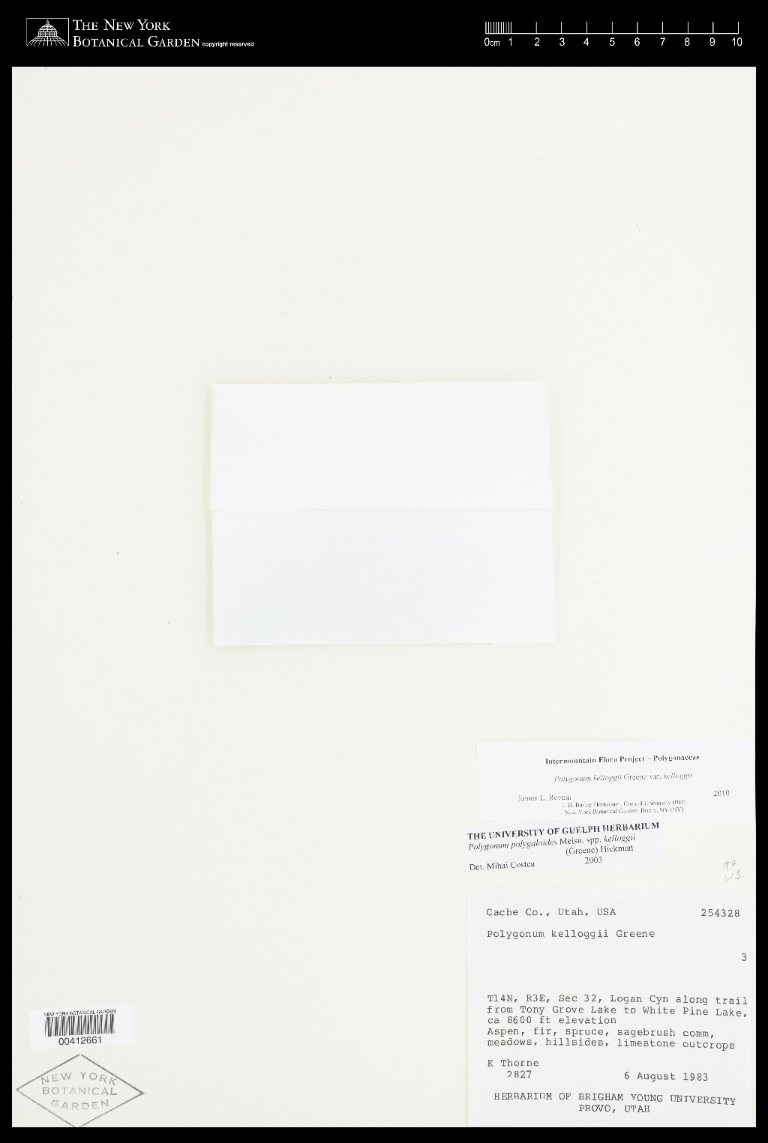 THE NEW YORK
BOTANICAL GARDEN copyright reserved
0cm 1 2 3 4 5 6 7 8 9 10
Intermountain Flora Project – Polygonaceae
Polygonum kelloggii Greene var. kelloggii
James L. Reveal 2010
L.H. Bailey Hortorium, Cornell University (BH)
New York Botanical Garden, Bronx, NY (NY)
THE UNIVERSITY OF GUELPH HERBARIUM
Polygonum polygaloides Meisn. spp. kelloggii
(Greene) Hickman
Det. Mihai Costea 2003
Cache Co., Utah, USA 254328
Polygonum kelloggii Greene
3
T14N, R3E, Sec 32, Logan Cyn along trail
from Tony Grove Lake to White Pine Lake,
ca 8600 ft elevation
Aspen, fir, spruce, sagebrush comm,
meadows, hillsides, limestone outcrops
K Thorne
2827 6 August 1983
HERBARIUM OF BRIGHAM YOUNG UNIVERSITY
PROVO, UTAH
NEW YORK BOTANICAL GARDEN
00412661
NEW YORK
BOTANICAL
GARDEN